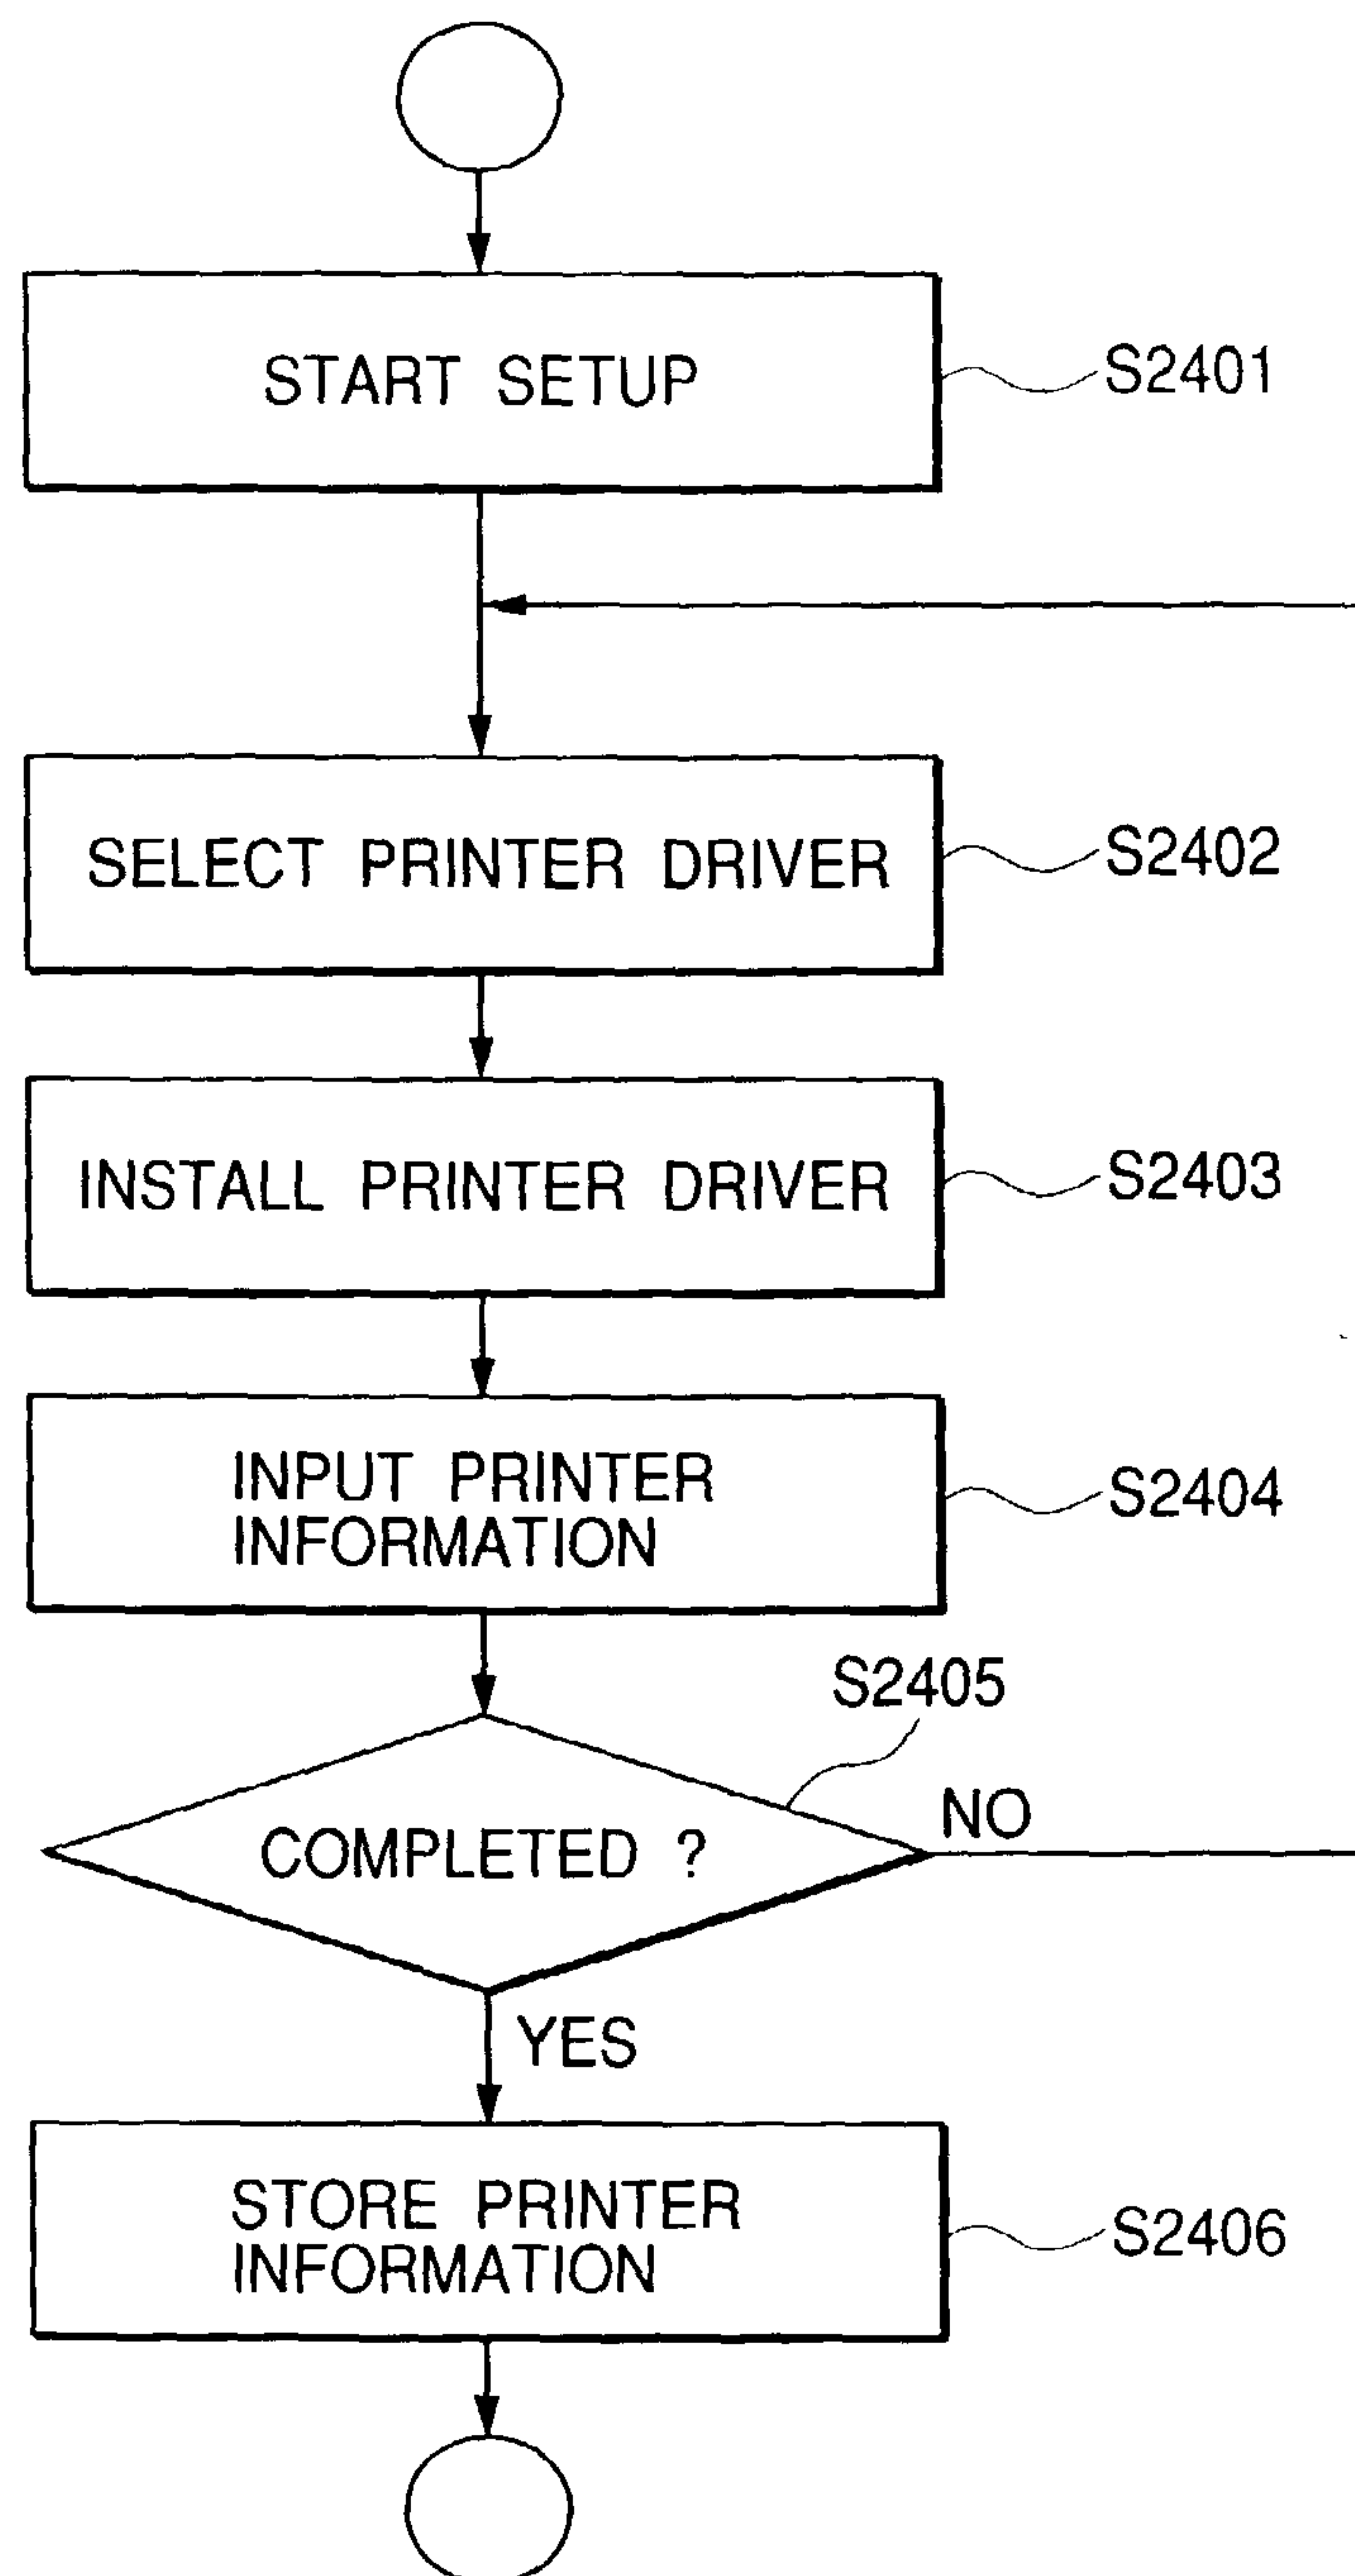 START SETUP
S2401
SELECT PRINTER DRIVER
S2402
INSTALL PRINTER DRIVER
S2403
INPUT PRINTER
INFORMATION
S2404
S2405
COMPLETED ?
NO
YES
STORE PRINTER
INFORMATION
S2406